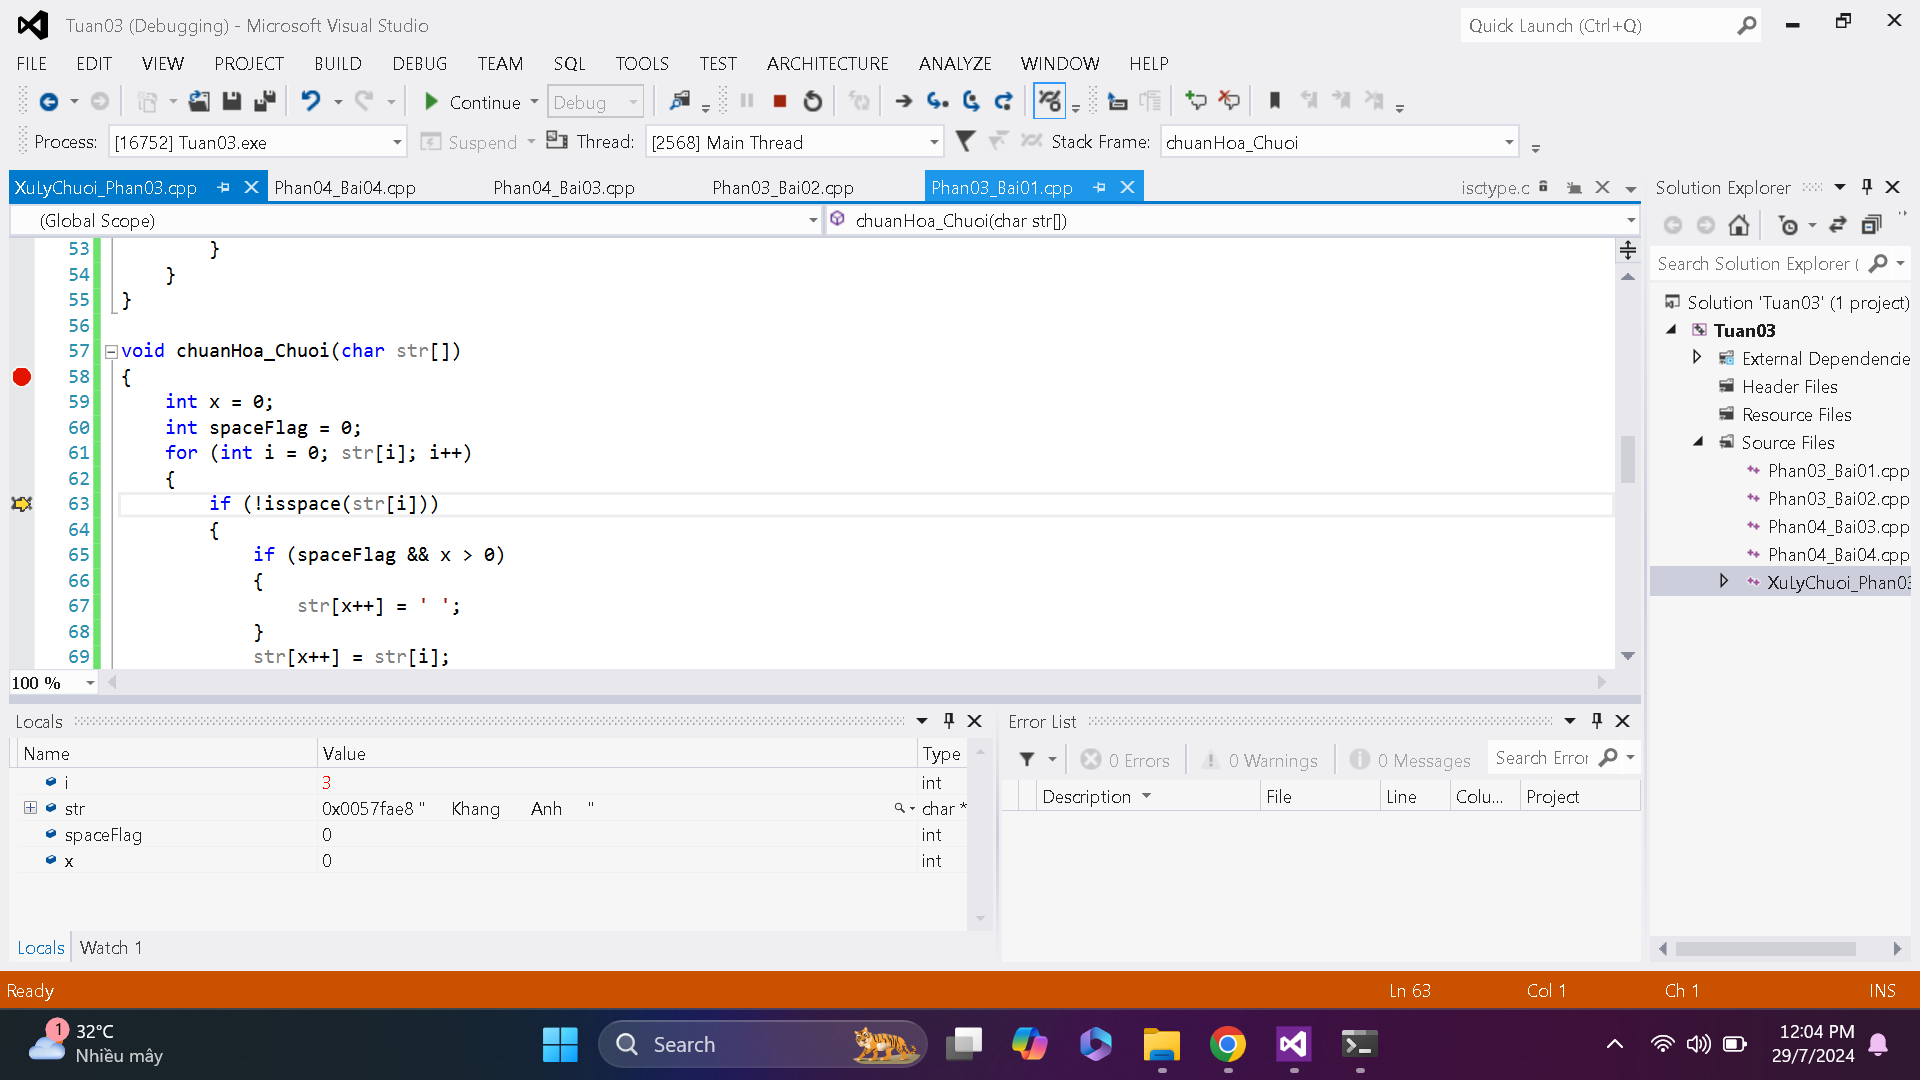 Tuan03 (Debugging) - Microsoft Visual Studio
Quick Launch (Ctrl+Q)
FILE EDIT VIEW PROJECT BUILD DEBUG TEAM SQL TOOLS TEST ARCHITECTURE ANALYZE WINDOW HELP
Continue Debug
Process: [16752] Tuan03.exe Suspend Thread: [2568] Main Thread Stack Frame: chuanHoa_Chuoi
XuLyChuoi_Phan03.cpp Phan04_Bai04.cpp Phan04_Bai03.cpp Phan03_Bai02.cpp Phan03_Bai01.cpp isctype.c
(Global Scope) chuanHoa_Chuoi(char str[])
53 }
54 }
55 }
56
57 void chuanHoa_Chuoi(char str[])
58 {
59 int x = 0;
60 int spaceFlag = 0;
61 for (int i = 0; str[i]; i++)
62 {
63 if (!isspace(str[i]))
64 {
65 if (spaceFlag && x > 0)
66 {
67 str[x++] = ' ';
68 }
69 str[x++] = str[i];
100 %
Solution Explorer
Search Solution Explorer (
Solution 'Tuan03' (1 project)
Tuan03
External Dependencie
Header Files
Resource Files
Source Files
Phan03_Bai01.cpp
Phan03_Bai02.cpp
Phan04_Bai03.cpp
Phan04_Bai04.cpp
XuLyChuoi_Phan03
Locals
Name Value Type
i 3 int
str 0x0057fae8 "    Khang    Anh    " char *
spaceFlag 0 int
x 0 int
Locals Watch 1
Error List
0 Errors 0 Warnings 0 Messages Search Error
Description File Line Colu... Project
Ready Ln 63 Col 1 Ch 1 INS
1 32°C
Nhiều mây
Search
12:04 PM
29/7/2024